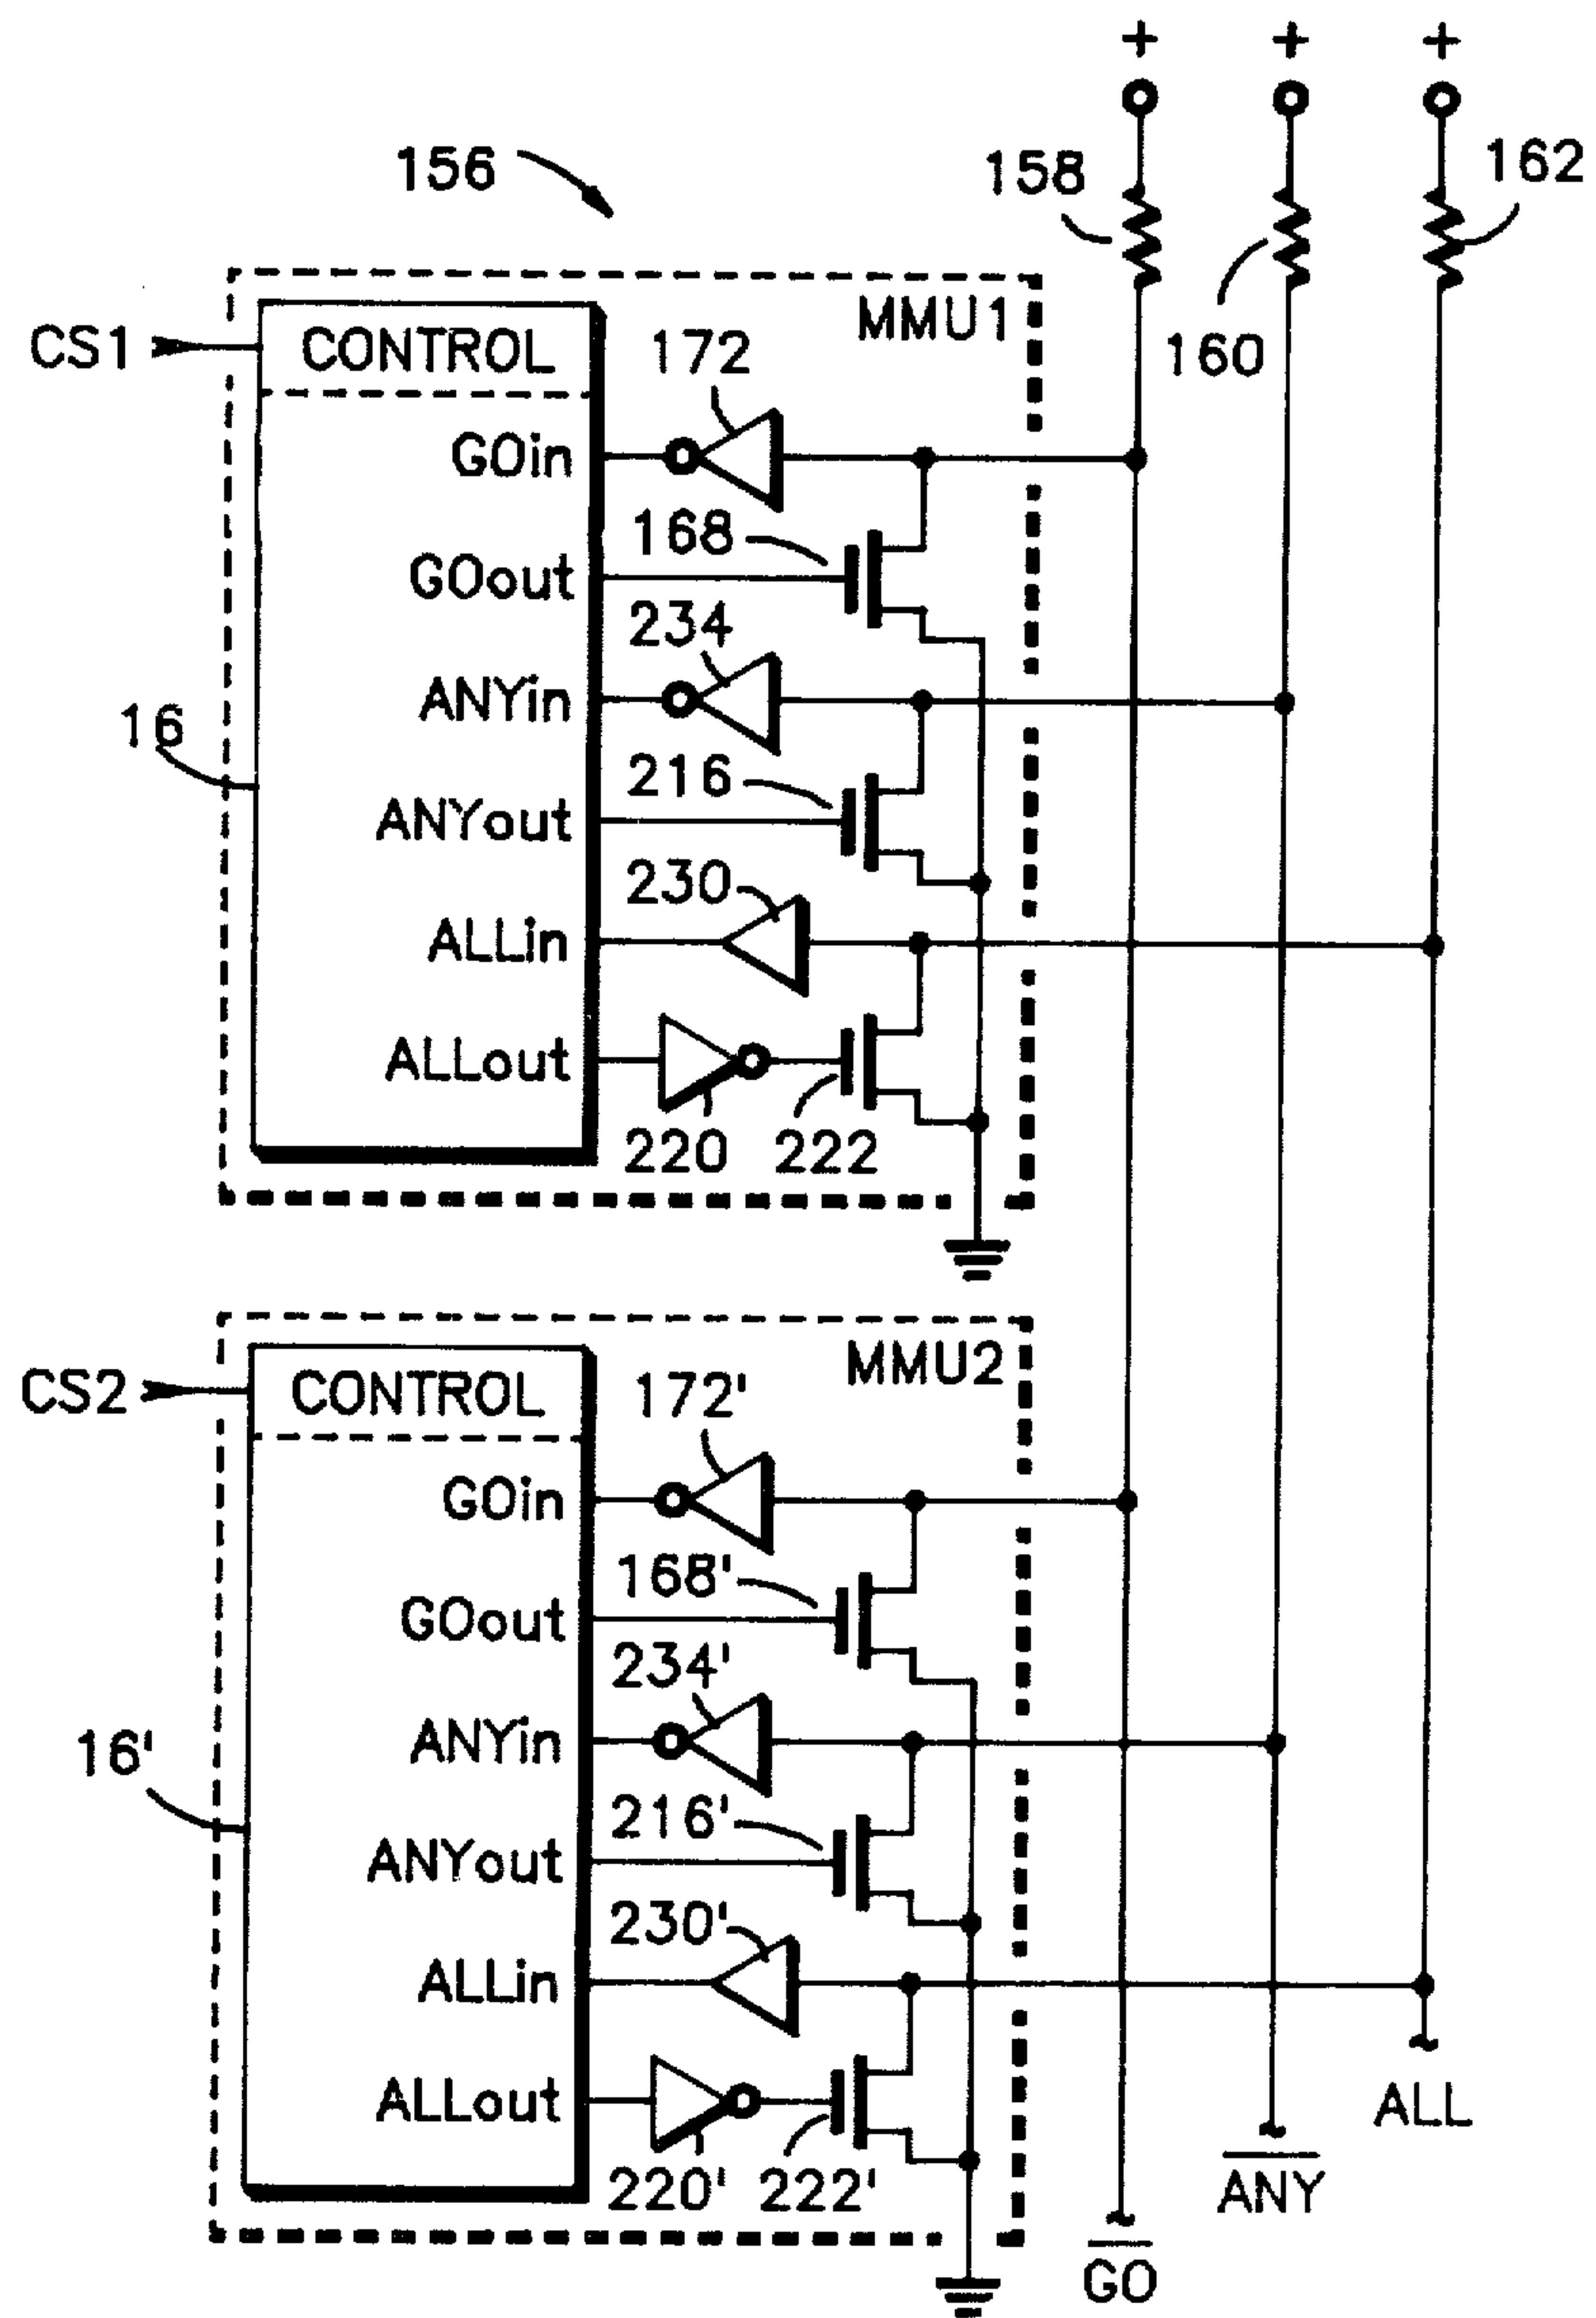 + + +
156
158
162
160
MMU1
CS1
CONTROL
172
GOin
168
GOout
234
ANYin
16
216
ANYout
230
ALLin
ALLout
220
222
MMU2
CS2
CONTROL
172'
GOin
168'
GOout
234'
ANYin
16'
216'
ANYout
230'
ALLin
ALLout
220'
222'
ALL
A̅N̅Y̅
G̅O̅